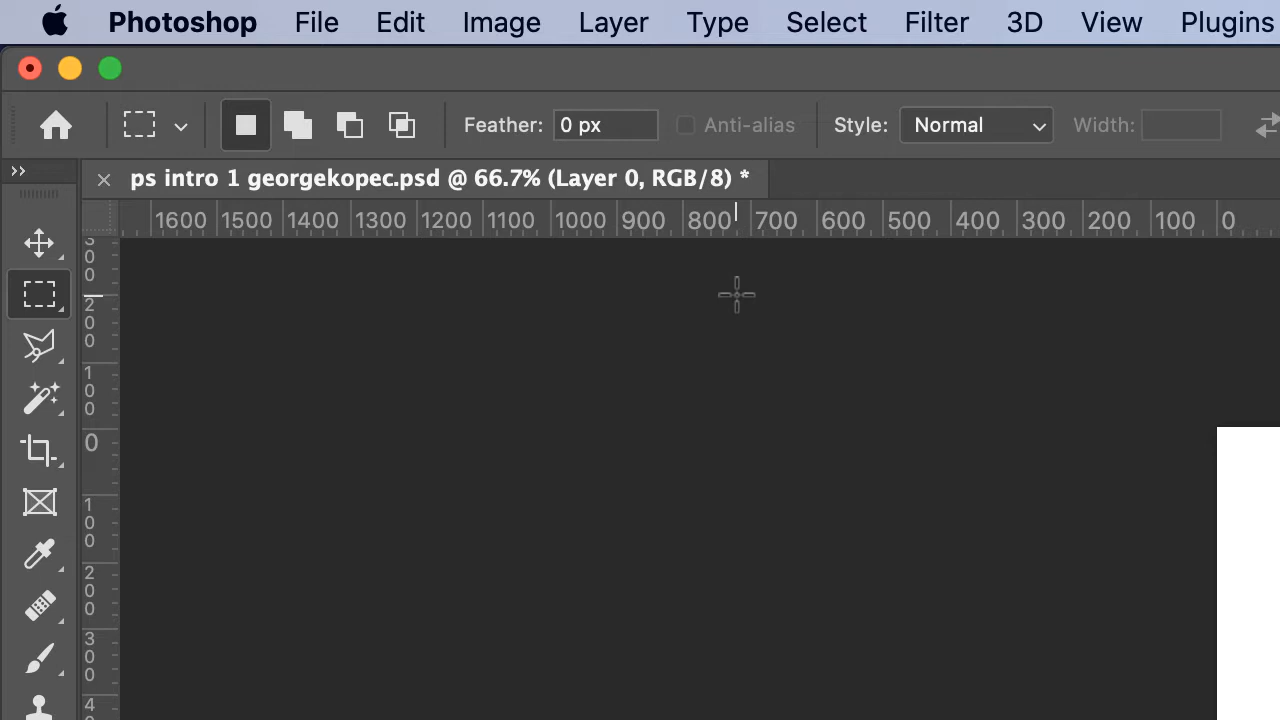 Photoshop File Edit Image Layer Type Select Filter 3D View Plugins
Feather: 0 px Anti-alias Style: Normal Width:
ps intro 1 georgekopec.psd @ 66.7% (Layer 0, RGB/8) *
1600 1500 1400 1300 1200 1100 1000 900 800 700 600 500 400 300 200 100 0
300
200
100
0
100
200
300
4